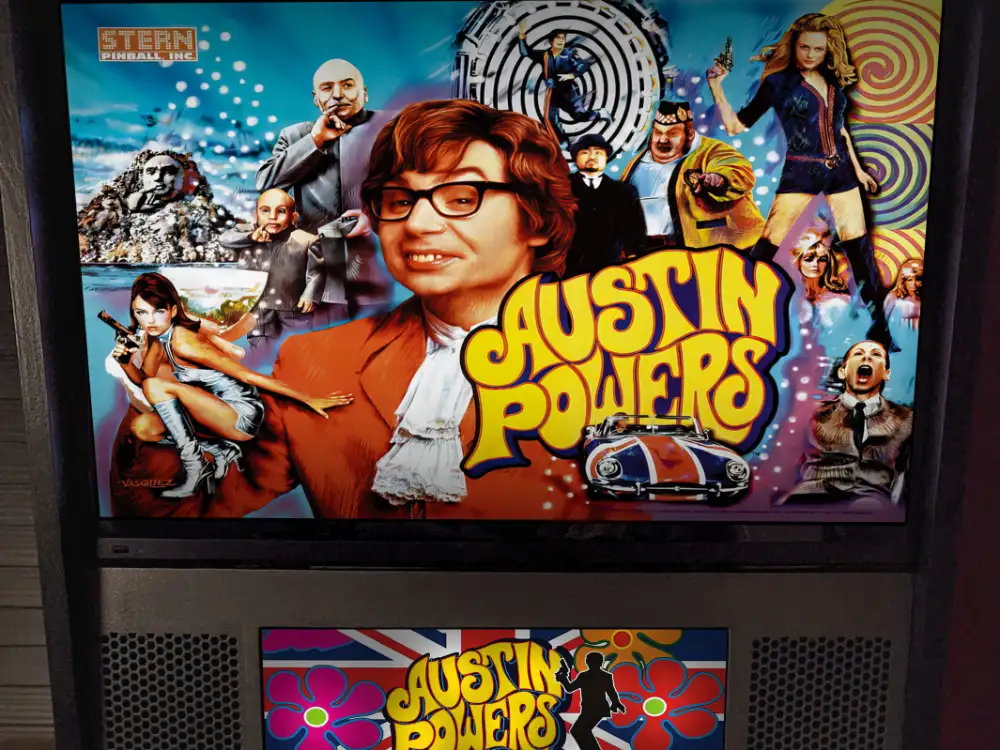 STERN
PINBALL, INC.
AUSTIN
POWERS
VASQUEZ
AUSTIN
POWERS